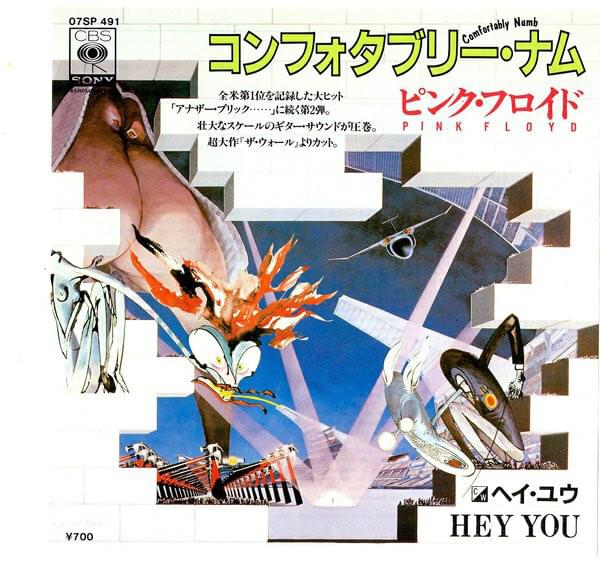 07SP 491
CBS
SONY
Comfortably Numb
コンフォタブリー・ナム
全米第1位を記録した大ヒット
「アナザー・ブリック……」に続く第2弾。
壮大なスケールのギター・サウンドが圧巻。
超大作『ザ・ウォール』よりカット。
ピンク・フロイド
PINK FLOYD
C/W ヘイ・ユウ
HEY YOU
¥700